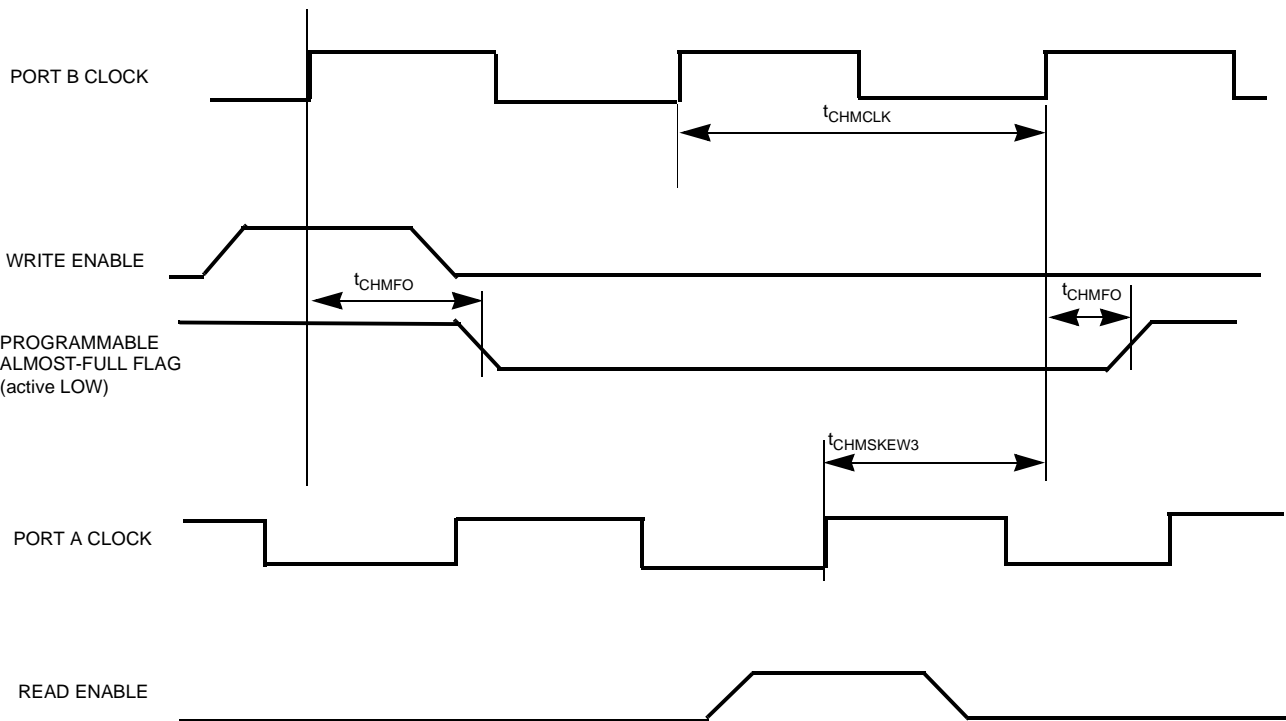 PORT B CLOCK
tCHMCLK
WRITE ENABLE
tCHMFO
tCHMFO
PROGRAMMABLE
ALMOST-FULL FLAG
(active LOW)
tCHMSKEW3
PORT A CLOCK
READ ENABLE